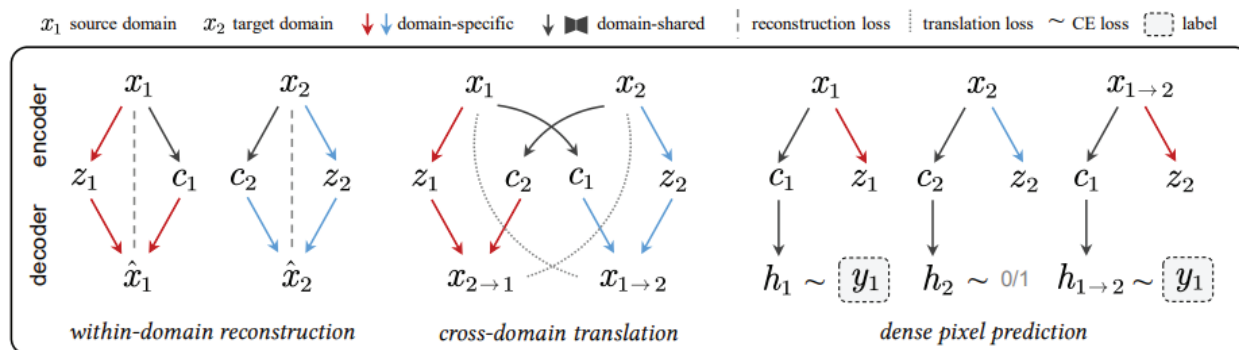 x₁ source domain x₂ target domain domain-specific domain-shared reconstruction loss translation loss ~ CE loss label
encoder
decoder
x₁ x₂
z₁ c₁ c₂ z₂
x̂₁ x̂₂
within-domain reconstruction
x₁ x₂
z₁ c₂ c₁ z₂
x₂→₁ x₁→₂
cross-domain translation
x₁ x₂ x₁→₂
c₁ z₁ c₂ z₂ c₁ z₂
h₁ ~ y₁ h₂ ~ 0/1 h₁→₂ ~ y₁
dense pixel prediction